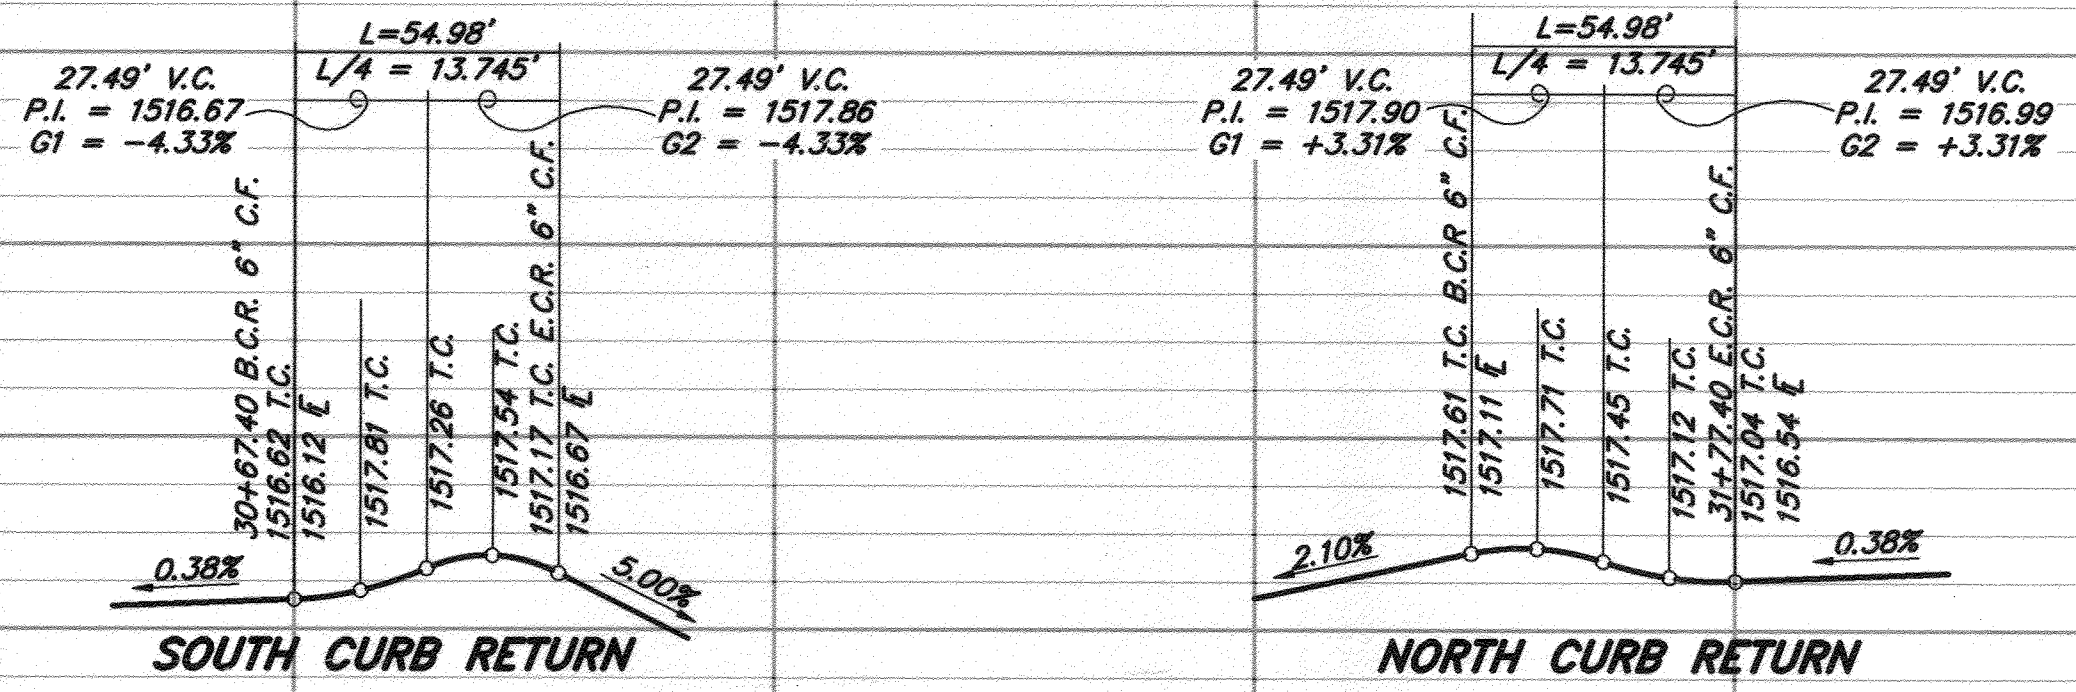 L=54.98'
L/4 = 13.745'
27.49' V.C.
P.I. = 1516.67
G1 = -4.33%
27.49' V.C.
P.I. = 1517.86
G2 = -4.33%
30+67.40 B.C.R. 6" C.F.
1516.62 T.C.
1516.12 ℄
1517.81 T.C.
1517.26 T.C.
1517.54 T.C.
1517.17 T.C. E.C.R. 6" C.F.
1516.67 ℄
0.38%
5.00%
SOUTH CURB RETURN
L=54.98'
L/4 = 13.745'
27.49' V.C.
P.I. = 1517.90
G1 = +3.31%
27.49' V.C.
P.I. = 1516.99
G2 = +3.31%
1517.61 T.C. B.C.R 6" C.F.
1517.11 ℄
1517.71 T.C.
1517.45 T.C.
1517.12 T.C.
31+77.40 E.C.R. 6" C.F.
1517.04 T.C.
1516.54 ℄
2.10%
0.38%
NORTH CURB RETURN